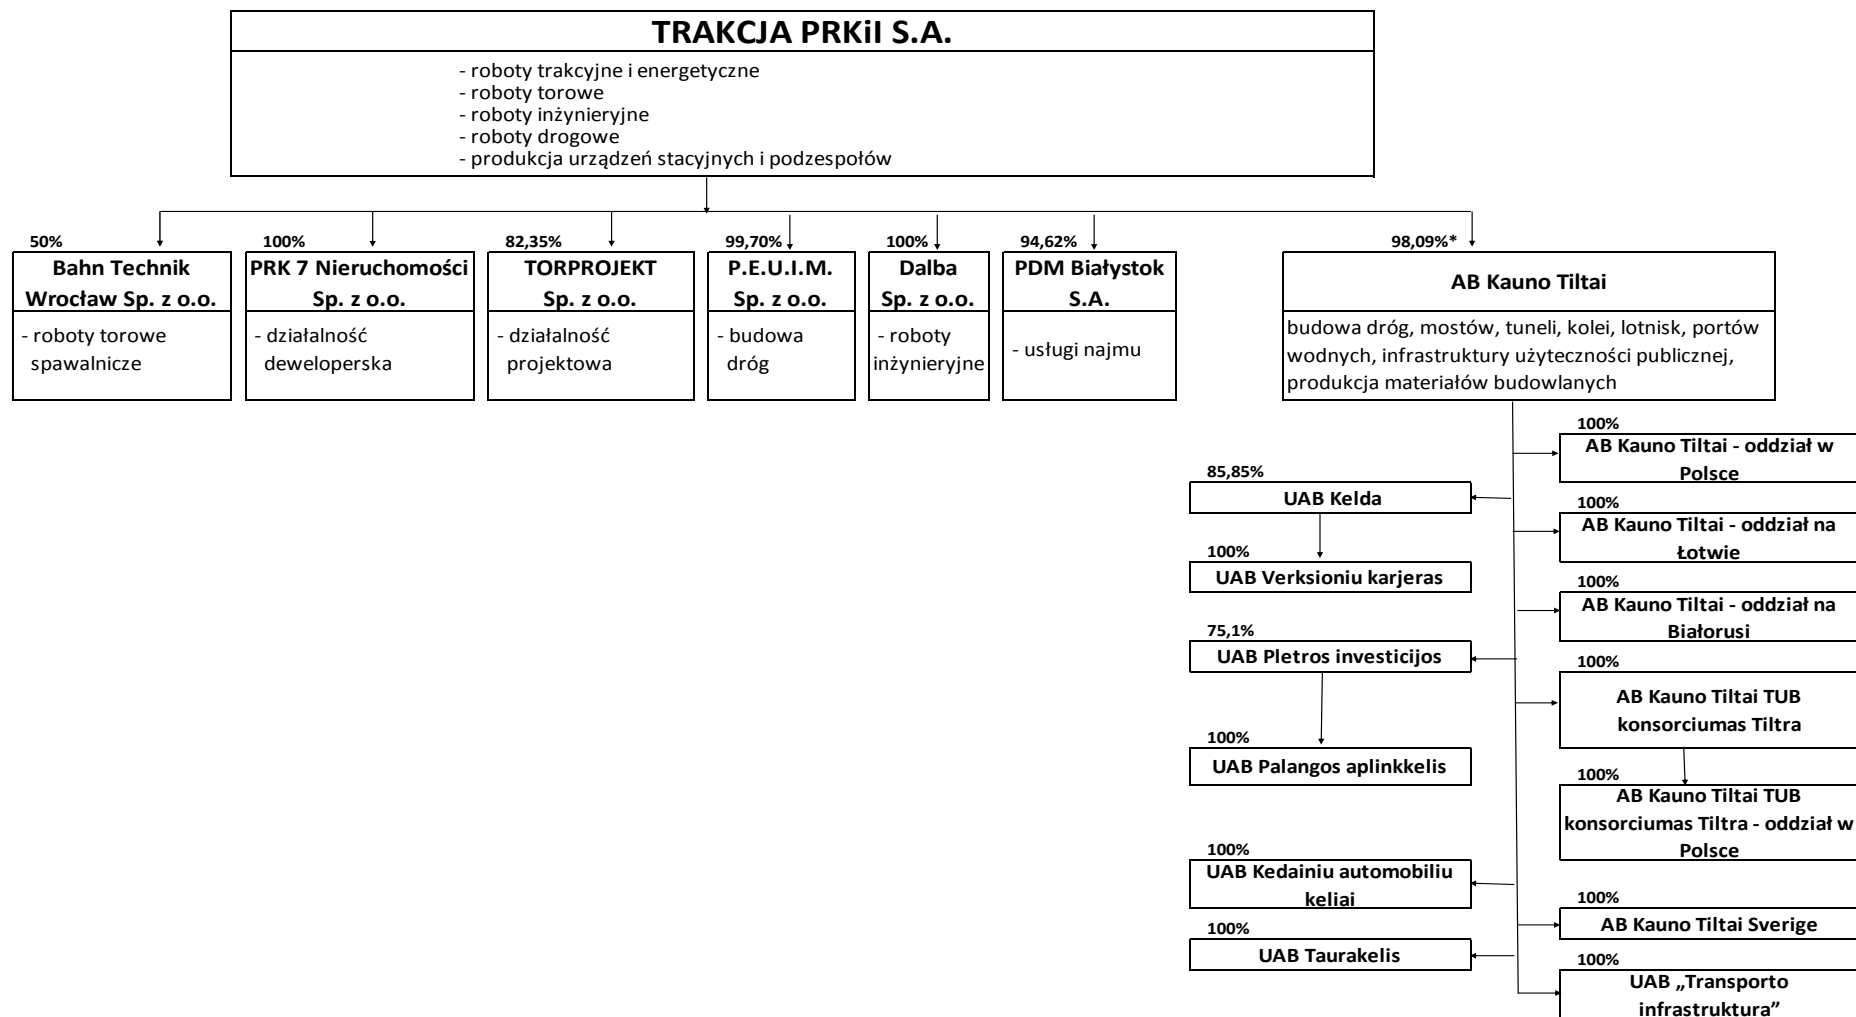 TRAKCJA PRKiI S.A.
- roboty trakcyjne i energetyczne
- roboty torowe
- roboty inżynieryjne
- roboty drogowe
- produkcja urządzeń stacyjnych i podzespołów
50%
Bahn Technik
Wrocław Sp. z o.o.
- roboty torowe
spawalnicze
100%
PRK 7 Nieruchomości
Sp. z o.o.
- działalność
deweloperska
82,35%
TORPROJEKT
Sp. z o.o.
- działalność
projektowa
99,70%
P.E.U.I.M.
Sp. z o.o.
- budowa
dróg
100%
Dalba
Sp. z o.o.
- roboty
inżynieryjne
94,62%
PDM Białystok
S.A.
- usługi najmu
98,09%*
AB Kauno Tiltai
budowa dróg, mostów, tuneli, kolei, lotnisk, portów
wodnych, infrastruktury użyteczności publicznej,
produkcja materiałów budowlanych
85,85%
UAB Kelda
100%
UAB Verksioniu karjeras
75,1%
UAB Pletros investicijos
100%
UAB Palangos aplinkkelis
100%
UAB Kedainiu automobiliu
keliai
100%
UAB Taurakelis
100%
AB Kauno Tiltai - oddział w
Polsce
100%
AB Kauno Tiltai - oddział na
Łotwie
100%
AB Kauno Tiltai - oddział na
Białorusi
100%
AB Kauno Tiltai TUB
konsorciumas Tiltra
100%
AB Kauno Tiltai TUB
konsorciumas Tiltra - oddział w
Polsce
100%
AB Kauno Tiltai Sverige
100%
UAB „Transporto
infrastruktura”